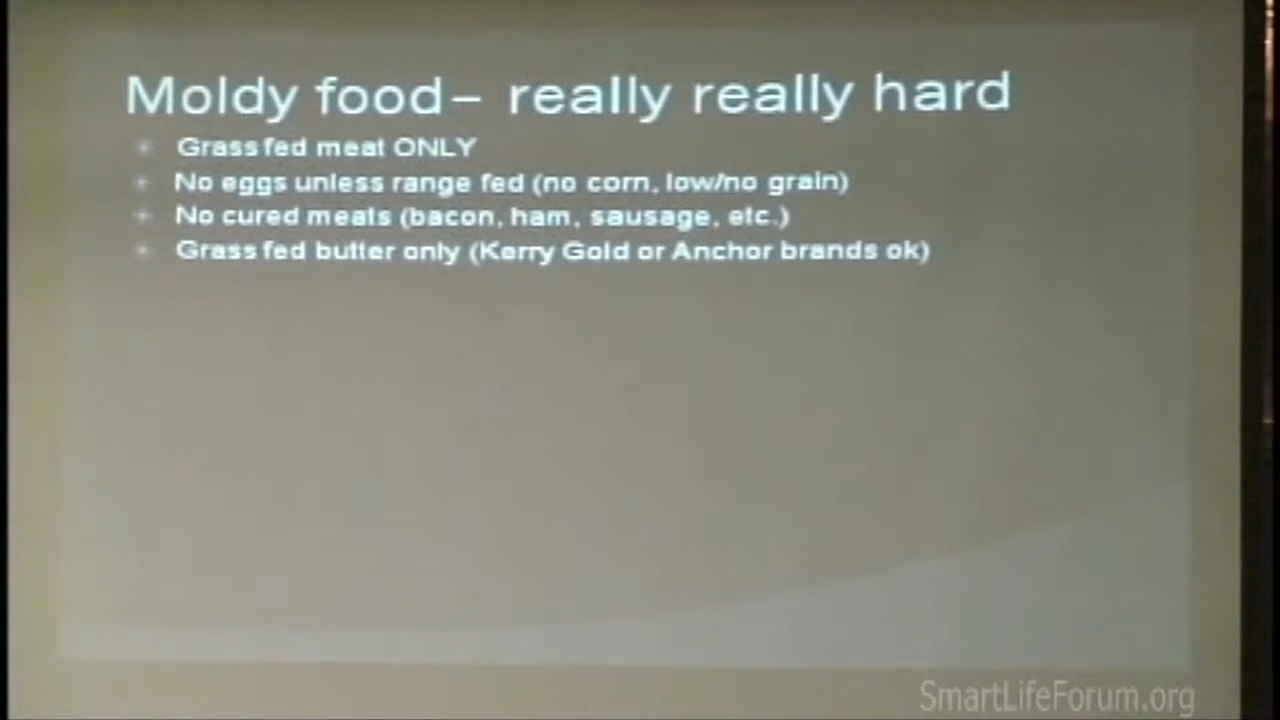 Moldy food – really really hard
Grass fed meat ONLY
No eggs unless range fed (no corn, low/no grain)
No cured meats (bacon, ham, sausage, etc.)
Grass fed butter only (Kerry Gold or Anchor brands ok)
SmartLifeForum.org